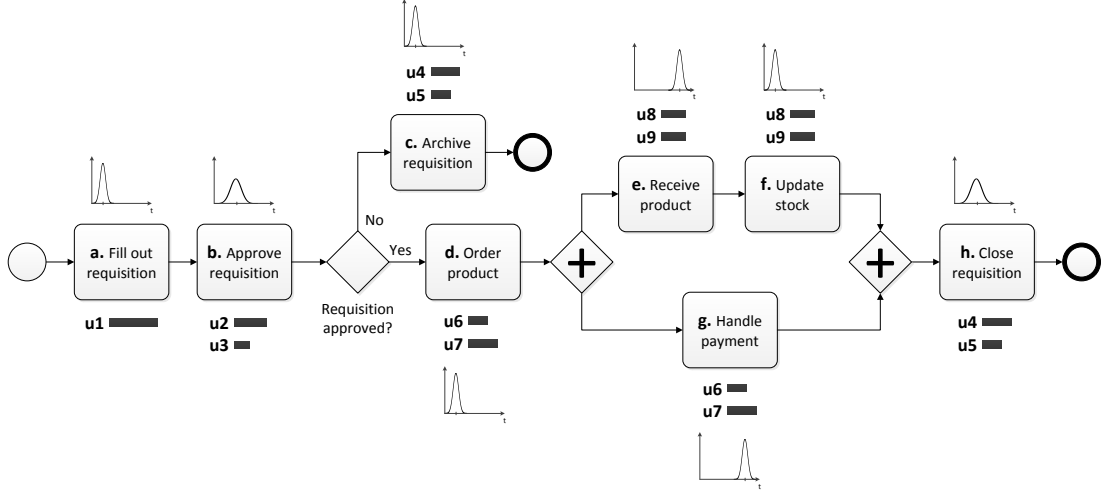 t
u4
u5
c. Archive
requisition
No
t
a. Fill out
requisition
u1
t
b. Approve
requisition
u2
u3
Requisition
approved?
Yes
d. Order
product
u6
u7
t
t
u8
u9
e. Receive
product
t
u8
u9
f. Update
stock
g. Handle
payment
u6
u7
t
t
h. Close
requisition
u4
u5